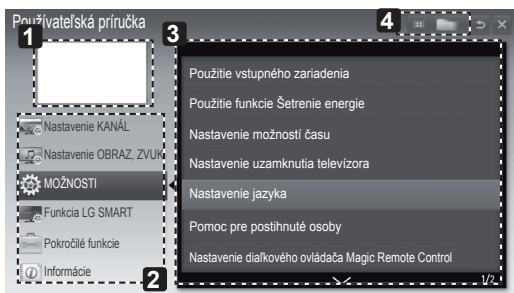 Používateľská príručka
1
3
4
Nastavenie KANÁL
Nastavenie OBRAZ, ZVUK
MOŽNOSTI
Funkcia LG SMART
Pokročilé funkcie
Informácie
2
Použitie vstupného zariadenia
Použitie funkcie Šetrenie energie
Nastavenie možností času
Nastavenie uzamknutia televízora
Nastavenie jazyka
Pomoc pre postihnuté osoby
Nastavenie diaľkového ovládača Magic Remote Control
1/2